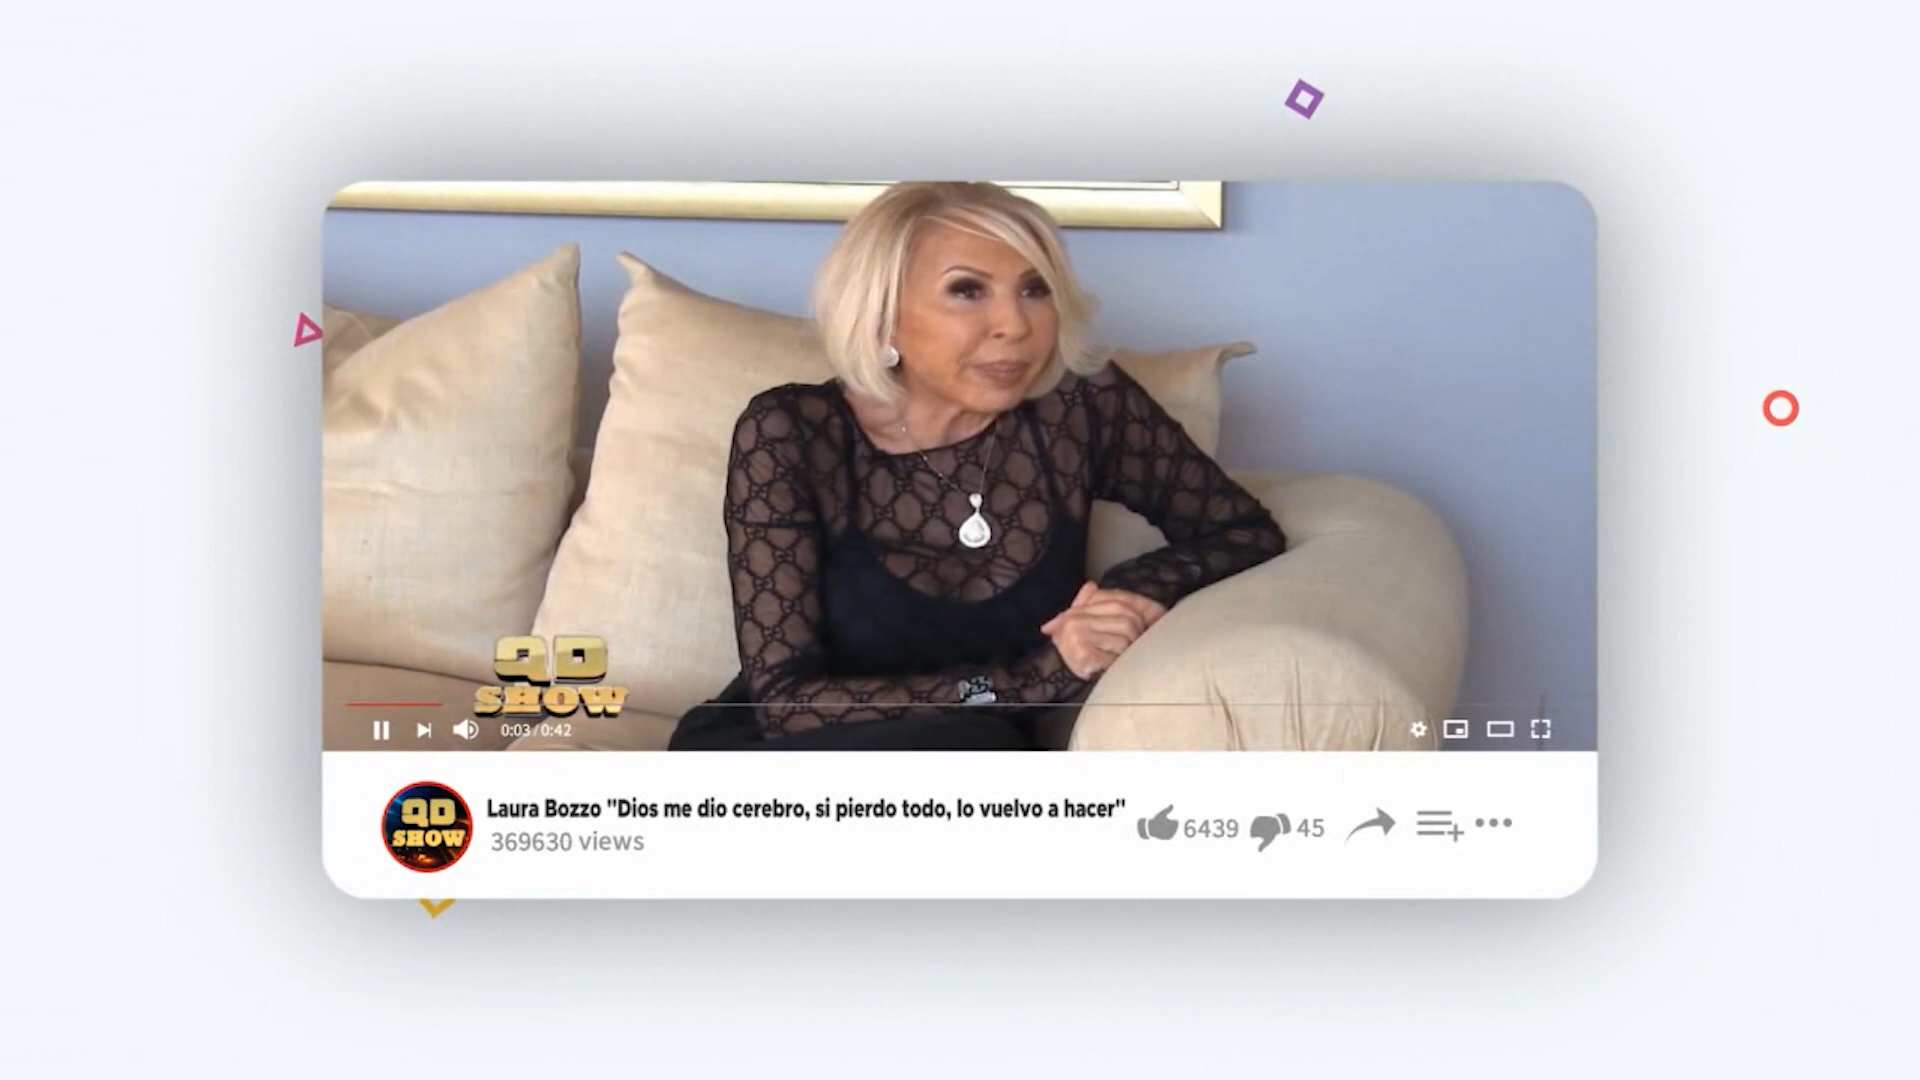 QD
SHOW
0:03 / 0:42
QD
SHOW
Laura Bozzo "Dios me dio cerebro, si pierdo todo, lo vuelvo a hacer"
369630 views
6439
45